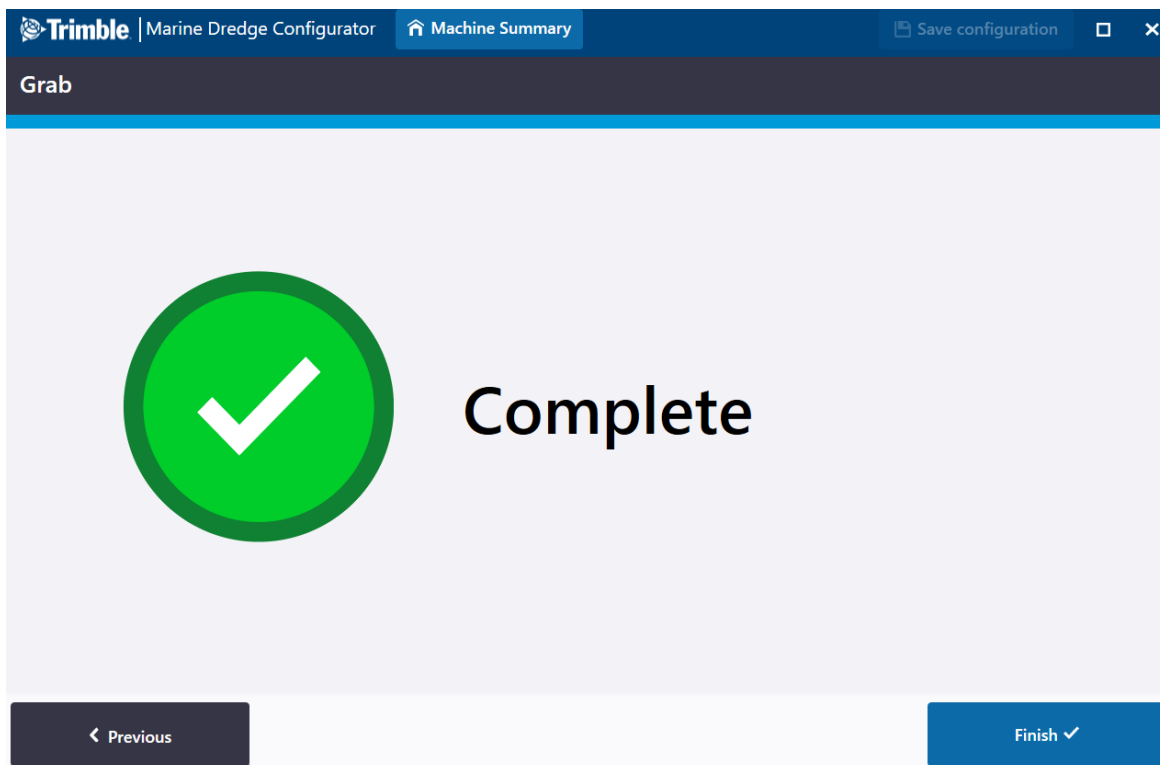 Trimble. | Marine Dredge Configurator Machine Summary Save configuration
Grab
Complete
Previous Finish